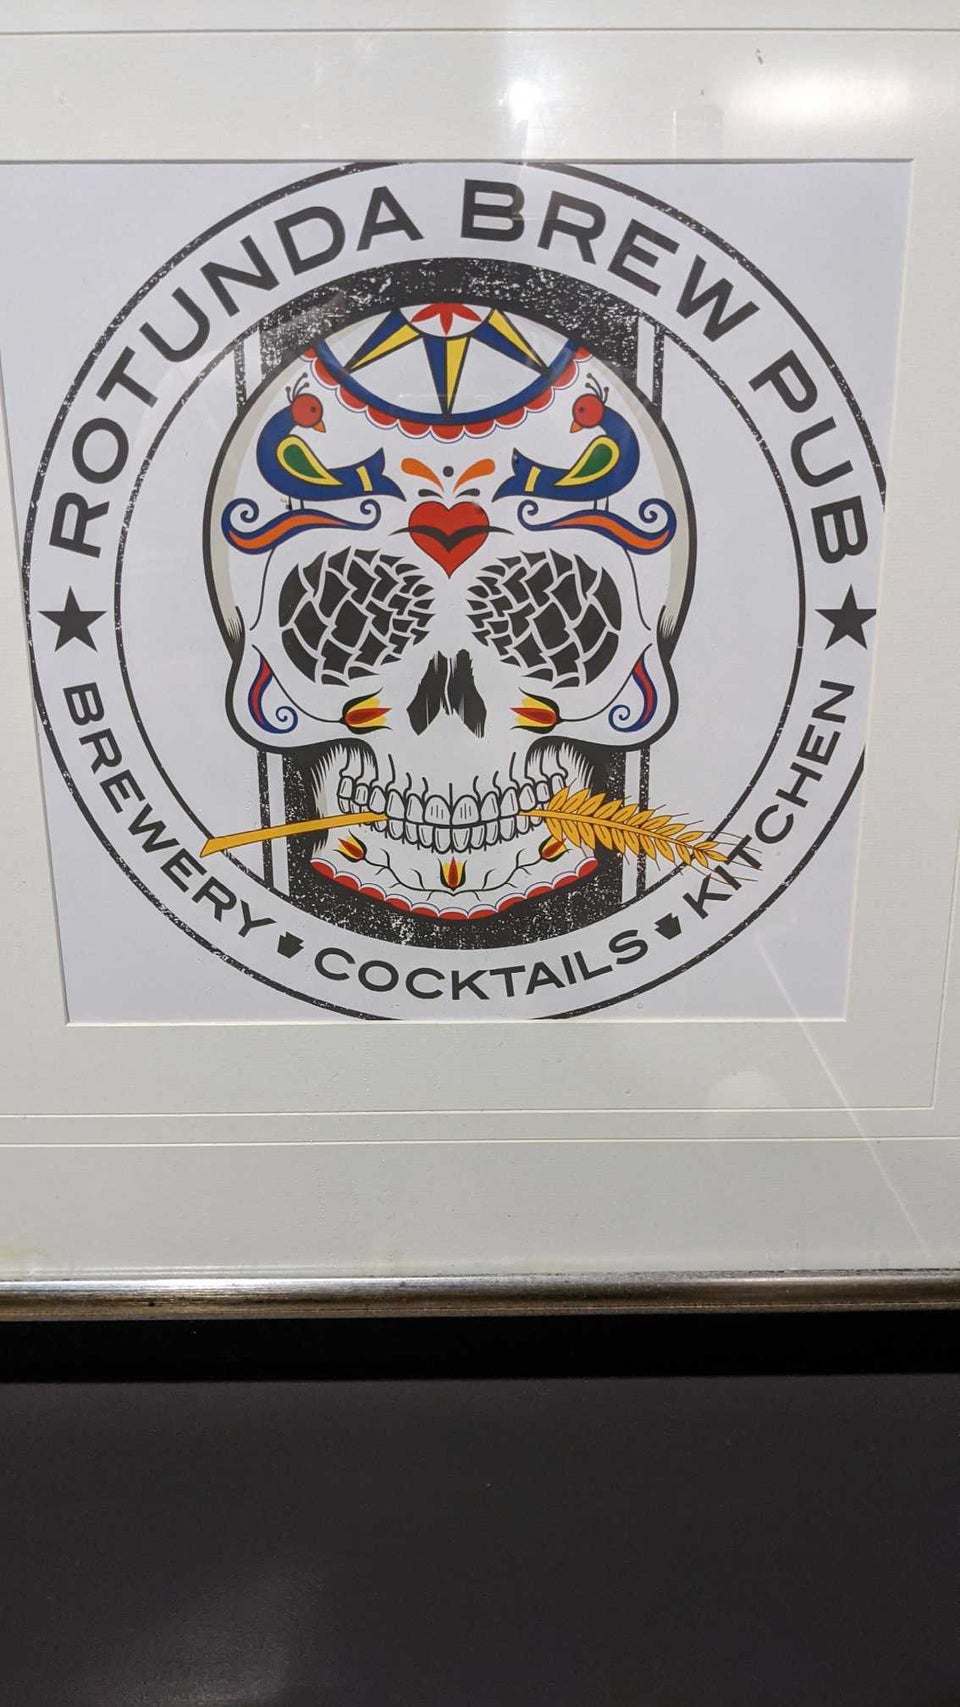 ROTUNDA BREW PUB
BREWERY COCKTAILS KITCHEN